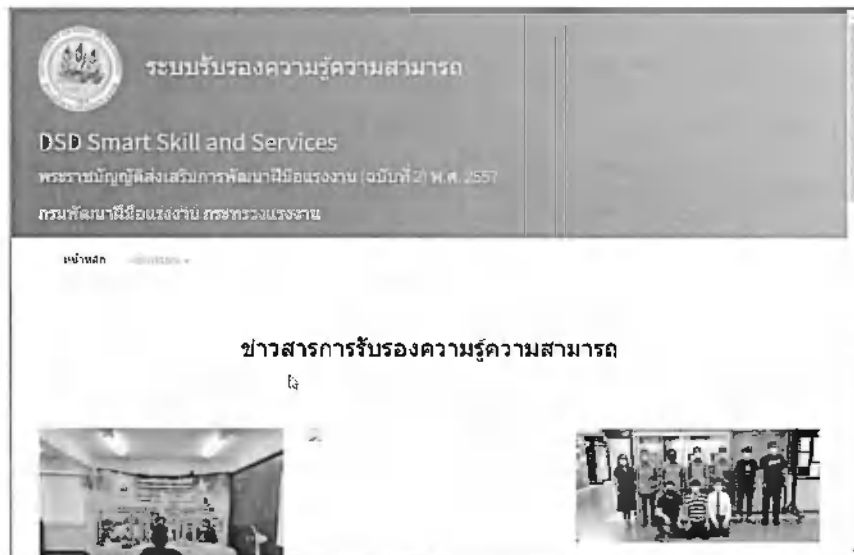 ระบบรับรองความรู้ความสามารถ
DSD Smart Skill and Services
พระราชบัญญัติส่งเสริมการพัฒนาฝีมือแรงงาน (ฉบับที่ 2) พ.ศ. 2557
กรมพัฒนาฝีมือแรงงาน กระทรวงแรงงาน
หน้าหลัก
ข่าวสารการรับรองความรู้ความสามารถ